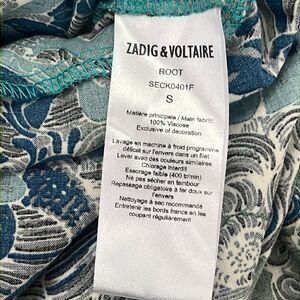 ZADIG & VOLTAIRE
ROOT
SECK0401F
S
Matière principale / Main fabric:
100% Viscose
Exclusive of decoration
Lavage en machine à froid programme
délicat sur l'envers dans un filet
Laver avec des couleurs similaires
Chlorage interdit
Essorage faible (400 tr/min)
Ne pas sécher en tambour
Repassage obligatoire à fer doux sur
l'envers
Nettoyage à sec recommandé
Entretenir les bords francs en les
coupant régulièrement